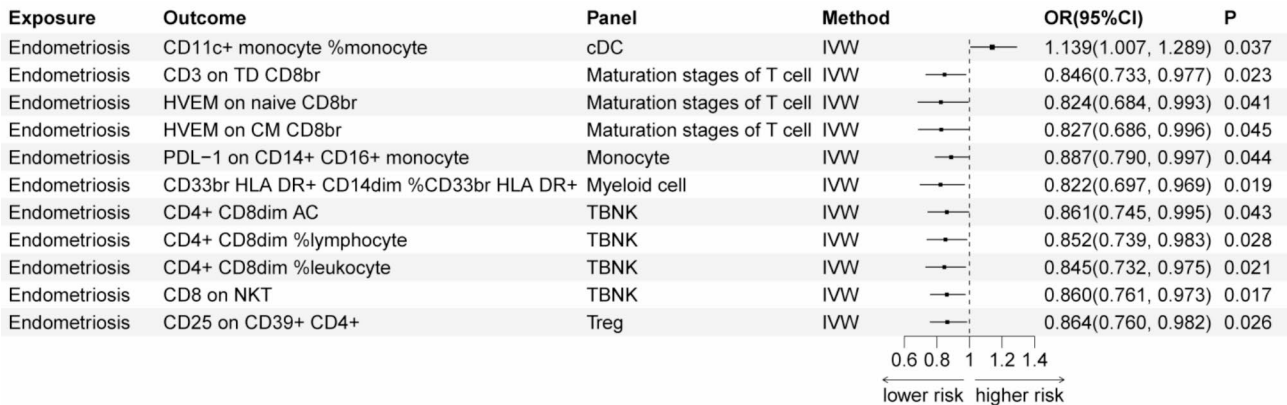 Exposure Outcome Panel Method OR(95%CI) P
Endometriosis CD11c+ monocyte %monocyte cDC IVW 1.139(1.007, 1.289) 0.037
Endometriosis CD3 on TD CD8br Maturation stages of T cell IVW 0.846(0.733, 0.977) 0.023
Endometriosis HVEM on naive CD8br Maturation stages of T cell IVW 0.824(0.684, 0.993) 0.041
Endometriosis HVEM on CM CD8br Maturation stages of T cell IVW 0.827(0.686, 0.996) 0.045
Endometriosis PDL−1 on CD14+ CD16+ monocyte Monocyte IVW 0.887(0.790, 0.997) 0.044
Endometriosis CD33br HLA DR+ CD14dim %CD33br HLA DR+ Myeloid cell IVW 0.822(0.697, 0.969) 0.019
Endometriosis CD4+ CD8dim AC TBNK IVW 0.861(0.745, 0.995) 0.043
Endometriosis CD4+ CD8dim %lymphocyte TBNK IVW 0.852(0.739, 0.983) 0.028
Endometriosis CD4+ CD8dim %leukocyte TBNK IVW 0.845(0.732, 0.975) 0.021
Endometriosis CD8 on NKT TBNK IVW 0.860(0.761, 0.973) 0.017
Endometriosis CD25 on CD39+ CD4+ Treg IVW 0.864(0.760, 0.982) 0.026
0.6 0.8 1 1.2 1.4
lower risk higher risk